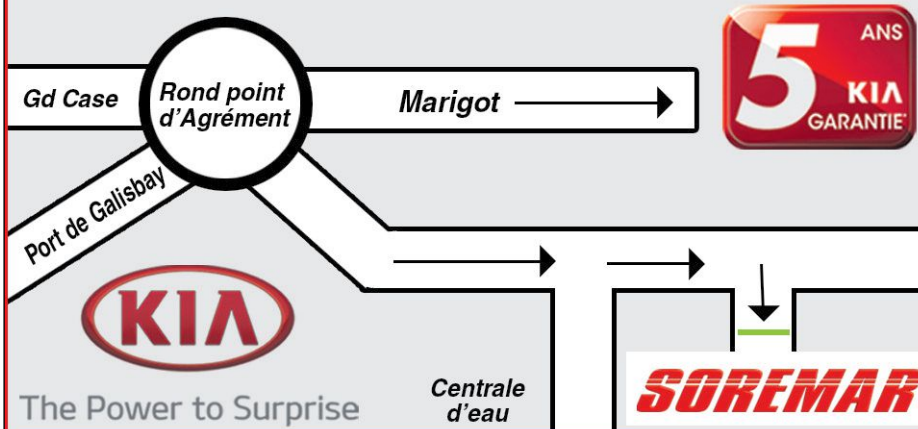 Gd Case
Rond point
d'Agrément
Marigot
5
ANS
KIA
GARANTIE
Port de Galisbay
KIA
The Power to Surprise
Centrale
d'eau
SOREMAR